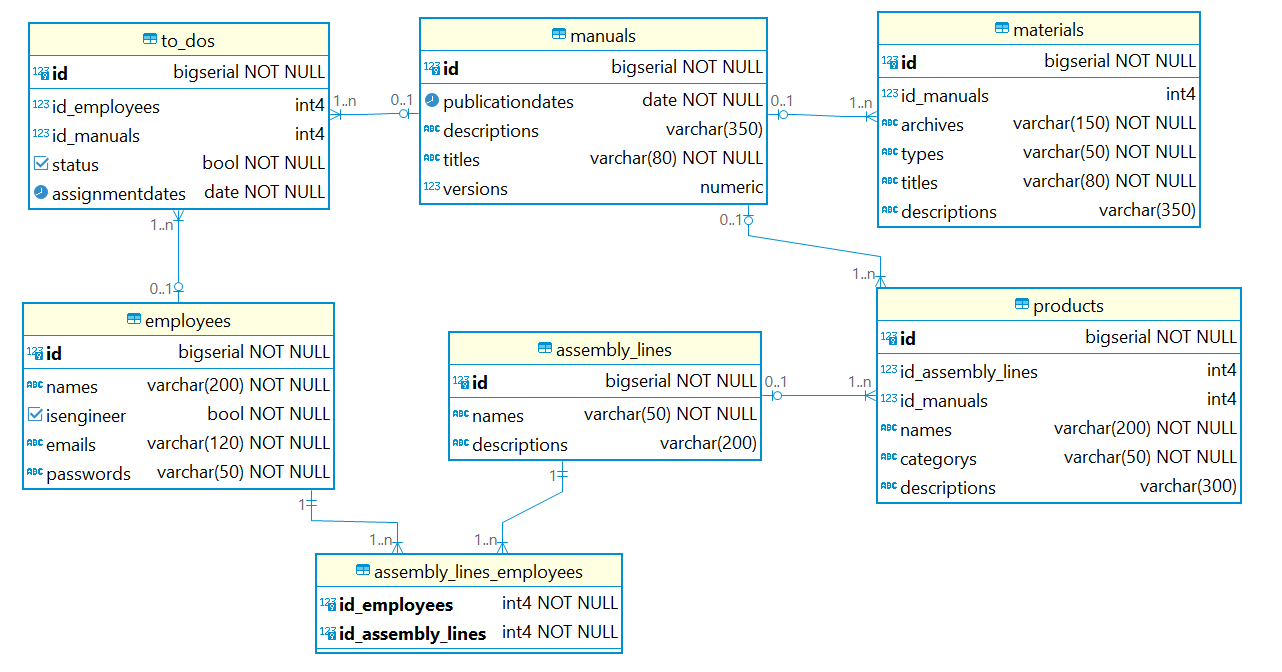 to_dos
123 id bigserial NOT NULL
123 id_employees int4
123 id_manuals int4
status bool NOT NULL
assignmentdates date NOT NULL
1..n
0..1
manuals
123 id bigserial NOT NULL
publicationdates date NOT NULL
ABC descriptions varchar(350)
ABC titles varchar(80) NOT NULL
123 versions numeric
0..1
1..n
materials
123 id bigserial NOT NULL
123 id_manuals int4
ABC archives varchar(150) NOT NULL
ABC types varchar(50) NOT NULL
ABC titles varchar(80) NOT NULL
ABC descriptions varchar(350)
1..n
0..1
0..1
1..n
employees
123 id bigserial NOT NULL
ABC names varchar(200) NOT NULL
isengineer bool NOT NULL
ABC emails varchar(120) NOT NULL
ABC passwords varchar(50) NOT NULL
assembly_lines
123 id bigserial NOT NULL
ABC names varchar(50) NOT NULL
ABC descriptions varchar(200)
0..1
1..n
products
123 id bigserial NOT NULL
123 id_assembly_lines int4
123 id_manuals int4
ABC names varchar(200) NOT NULL
ABC categorys varchar(50) NOT NULL
ABC descriptions varchar(300)
1
1
1..n
1..n
assembly_lines_employees
123 id_employees int4 NOT NULL
123 id_assembly_lines int4 NOT NULL